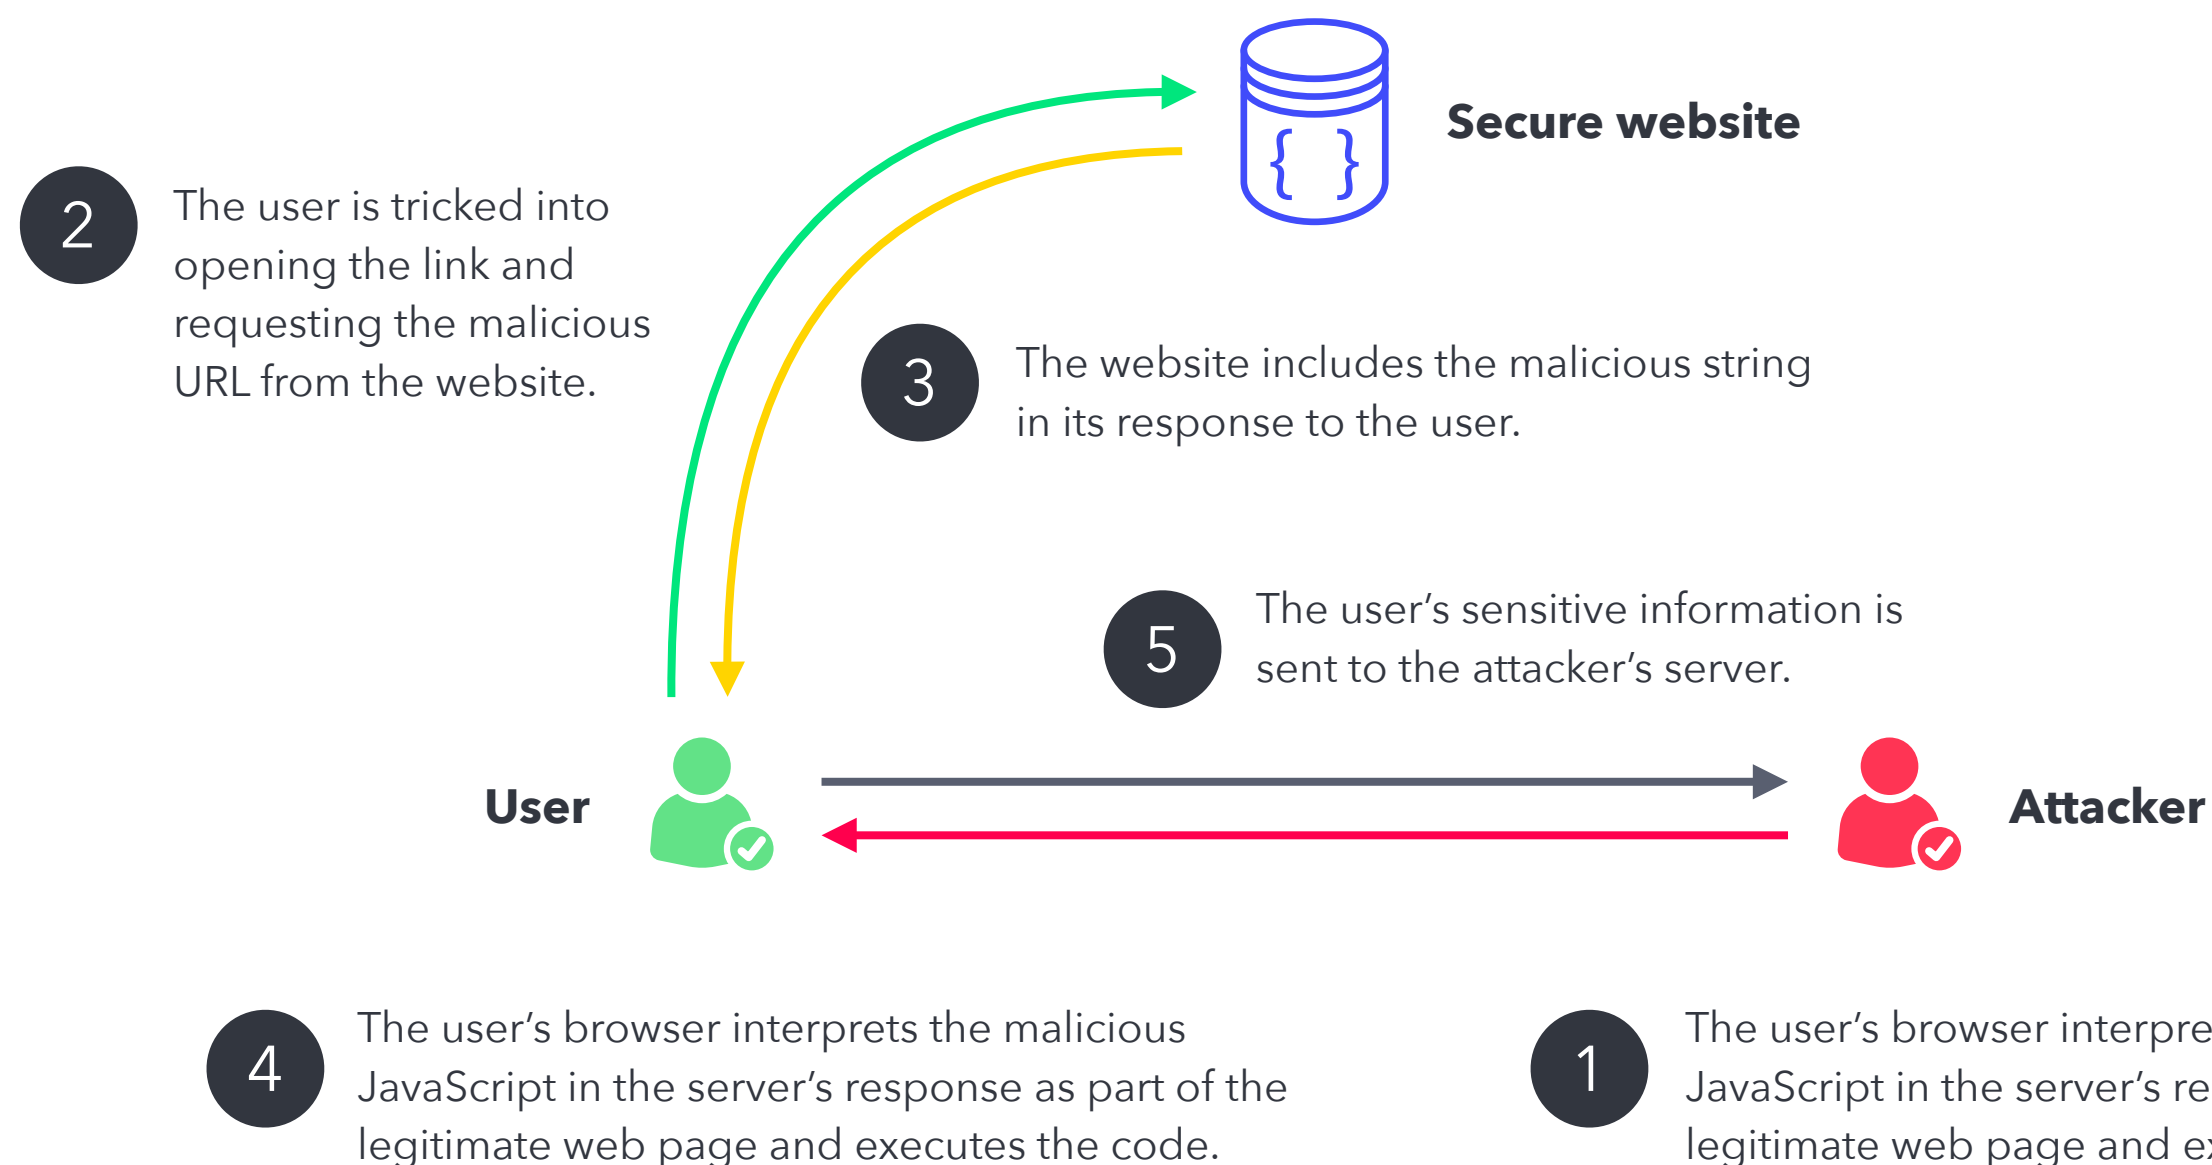 Secure website
2
The user is tricked into
opening the link and
requesting the malicious
URL from the website.
3
The website includes the malicious string
in its response to the user.
5
The user’s sensitive information is
sent to the attacker’s server.
User
Attacker
4
The user’s browser interprets the malicious
JavaScript in the server’s response as part of the
legitimate web page and executes the code.
1
The user’s browser
JavaScript in the server’s
legitimate web page and